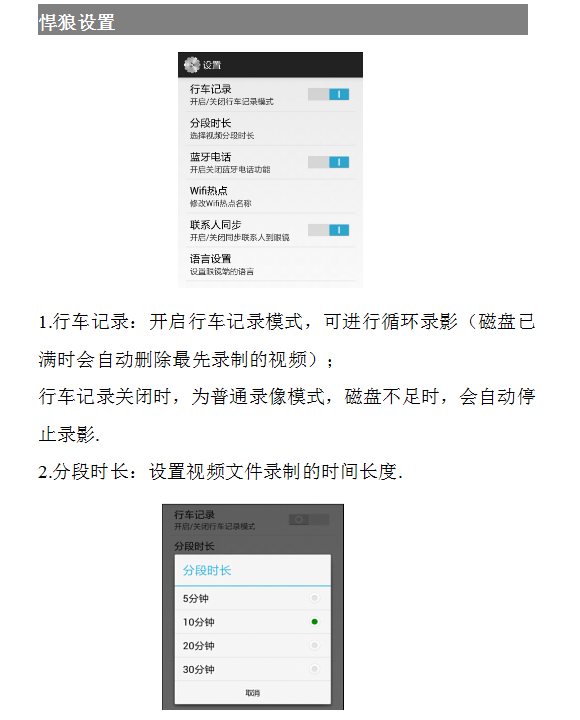 悍狼设置
设置
行车记录
开启/关闭行车记录模式
分段时长
选择视频分段时长
蓝牙电话
开启关闭蓝牙电话功能
Wifi热点
修改Wifi热点名称
联系人同步
开启/关闭同步联系人到眼镜
语言设置
设置眼镜端的语言
1.行车记录：开启行车记录模式，可进行循环录影（磁盘已
满时会自动删除最先录制的视频）；
行车记录关闭时，为普通录像模式，磁盘不足时，会自动停
止录影.
2.分段时长：设置视频文件录制的时间长度.
行车记录
开启/关闭行车记录模式
分段时长
分段时长
5分钟
10分钟
20分钟
30分钟
取消